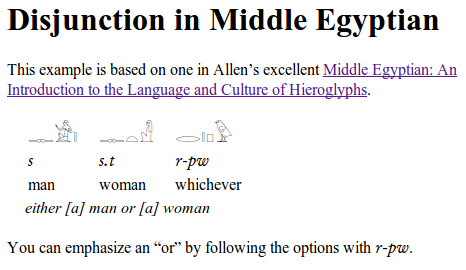 Disjunction in Middle Egyptian
This example is based on one in Allen’s excellent Middle Egyptian: An
Introduction to the Language and Culture of Hieroglyphs.
s s.t r-pw
man woman whichever
either [a] man or [a] woman
You can emphasize an “or” by following the options with r-pw.